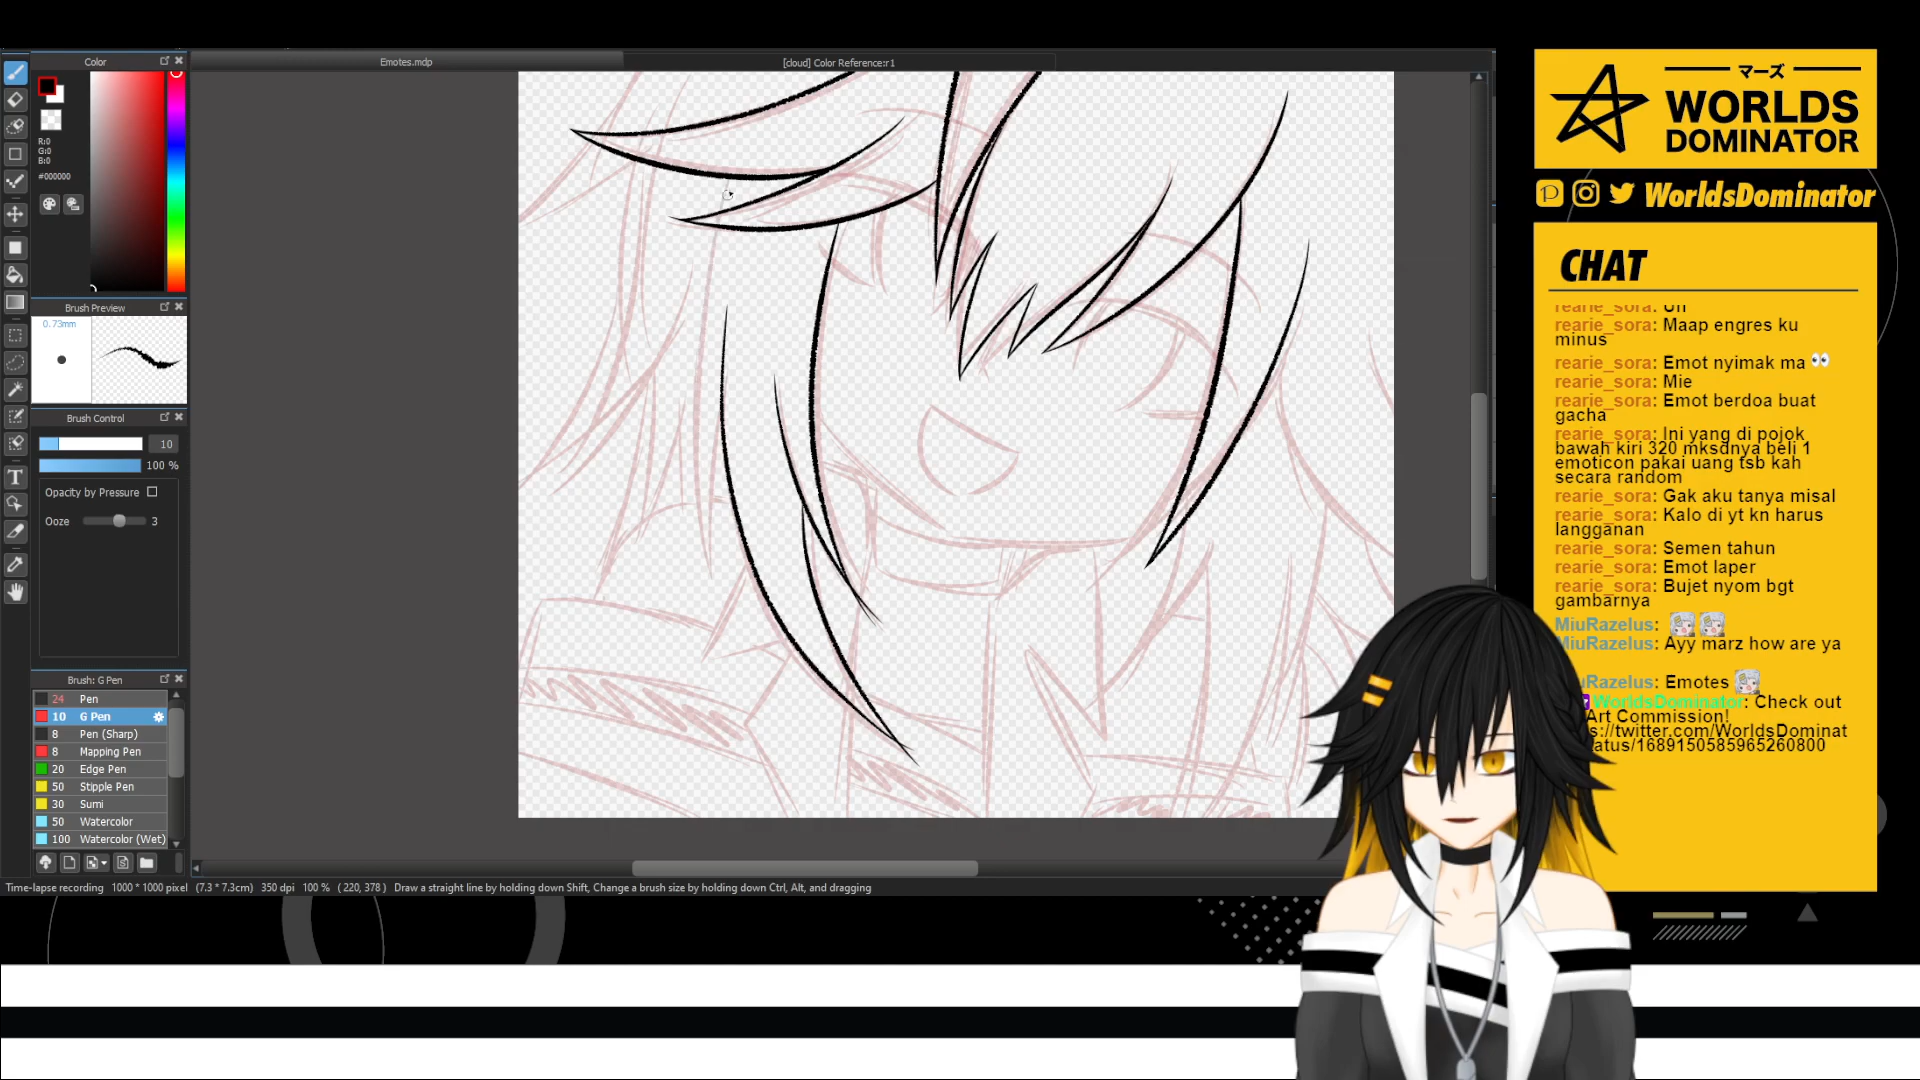 Color
Emotes.mdp
[cloud] Color Reference:r1
R:0
G:0
B:0
#000000
Brush Preview
0.73mm
Brush Control
10
100 %
Opacity by Pressure
Ooze
3
Brush: G Pen
24 Pen
10 G Pen
8 Pen (Sharp)
8 Mapping Pen
20 Edge Pen
50 Stipple Pen
30 Sumi
50 Watercolor
100 Watercolor (Wet)
T
Time-lapse recording 1000 * 1000 pixel (7.3 * 7.3cm) 350 dpi 100 % ( 220, 378 ) Draw a straight line by holding down Shift, Change a brush size by holding down Ctrl, Alt, and dragging
マーズ
WORLDS
DOMINATOR
WorldsDominator
CHAT
rearie_sora: Uh
rearie_sora: Maap engres ku
minus
rearie_sora: Emot nyimak ma 👀
rearie_sora: Mie
rearie_sora: Emot berdoa buat
gacha
rearie_sora: Ini yang di pojok
bawah kiri 320 mksdnya beli 1
emoticon pakai uang tsb kah
secara random
rearie_sora: Gak aku tanya misal
rearie_sora: Kalo di yt kn harus
langganan
rearie_sora: Semen tahun
rearie_sora: Emot laper
rearie_sora: Bujet nyom bgt
gambarnya
MiuRazelus:
MiuRazelus: Ayy marz how are ya
uRazelus: Emotes
WorldsDominator: Check out
Art Commission!
s://twitter.com/WorldsDominat
tatus/1689150585965260800